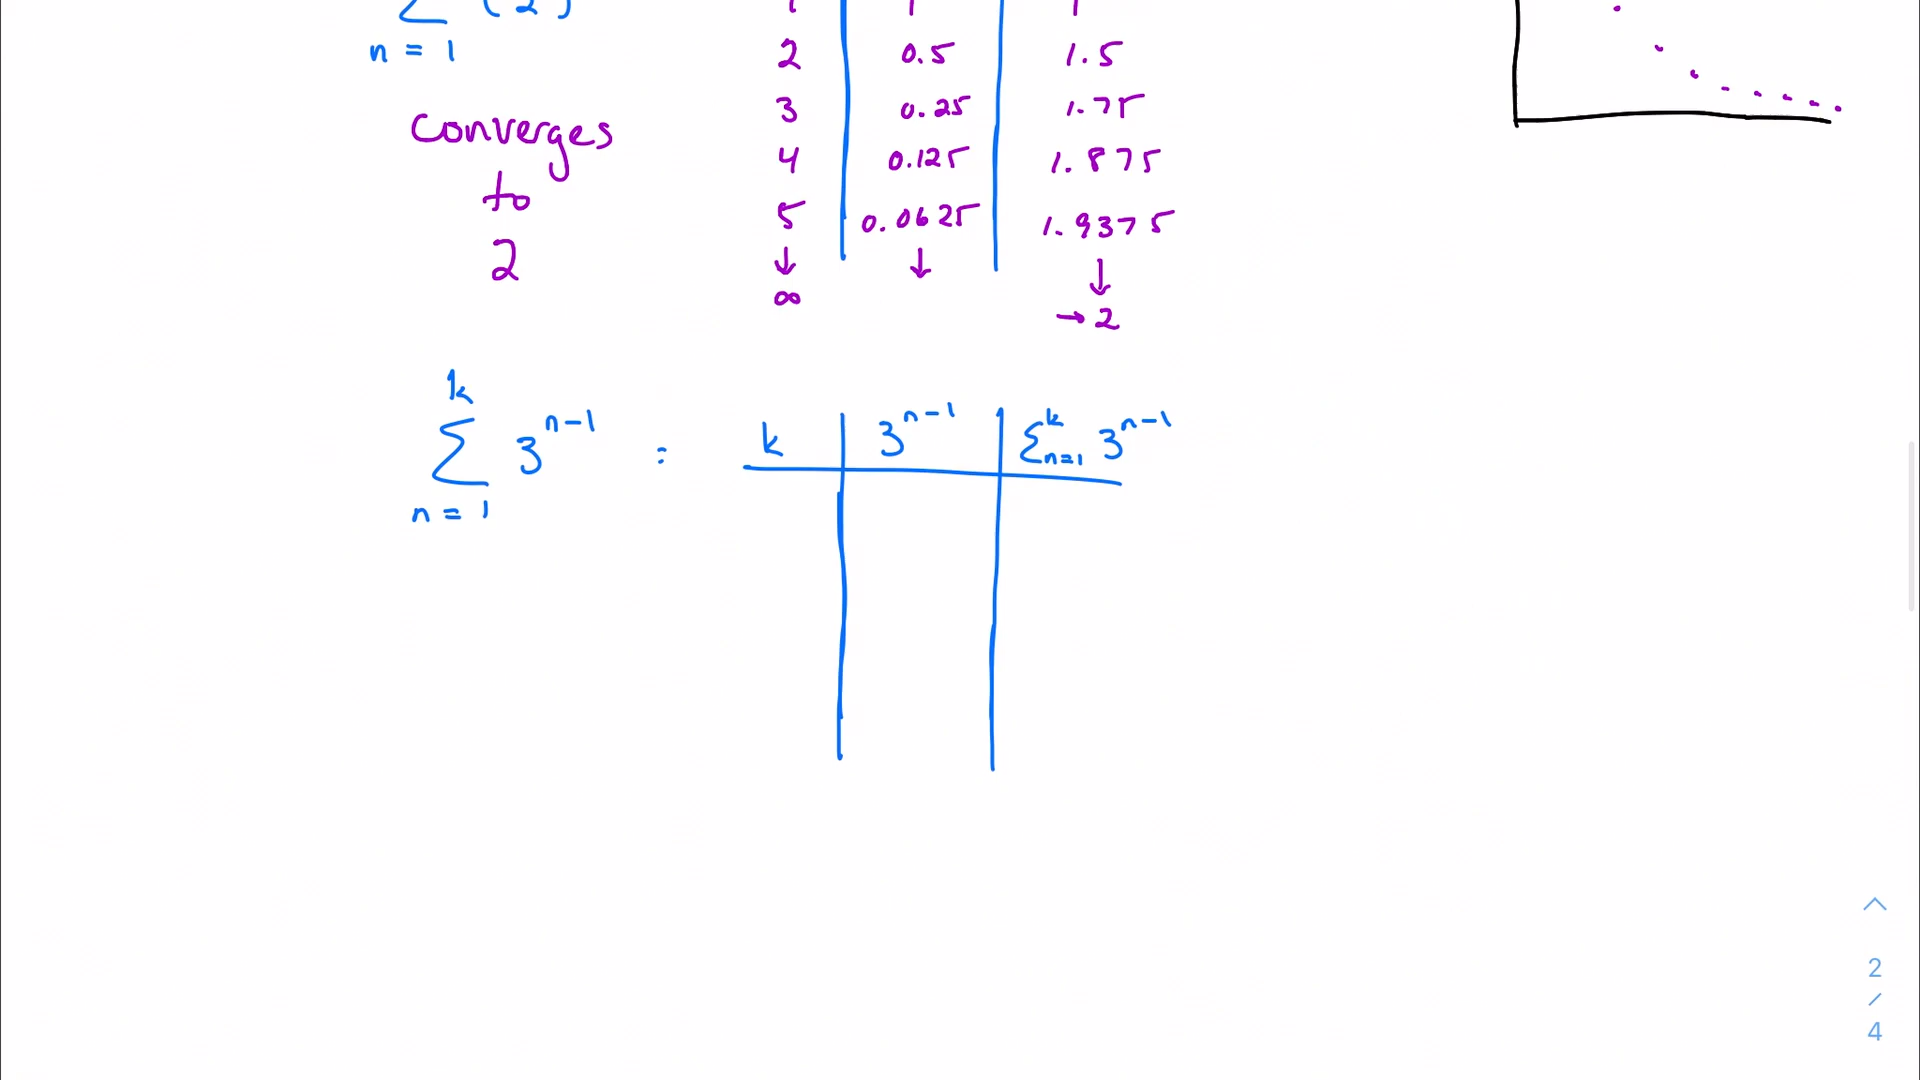 n = 1
2 0.5 1.5
3 0.25 1.75
4 0.125 1.875
5 0.0625 1.9375
↓ ↓ ↓
∞ → 2
converges
to
2
k
∑ 3^{n-1} :
n = 1
k | 3^{n-1} | ∑_{n=1}^{k} 3^{n-1}
2
/
4